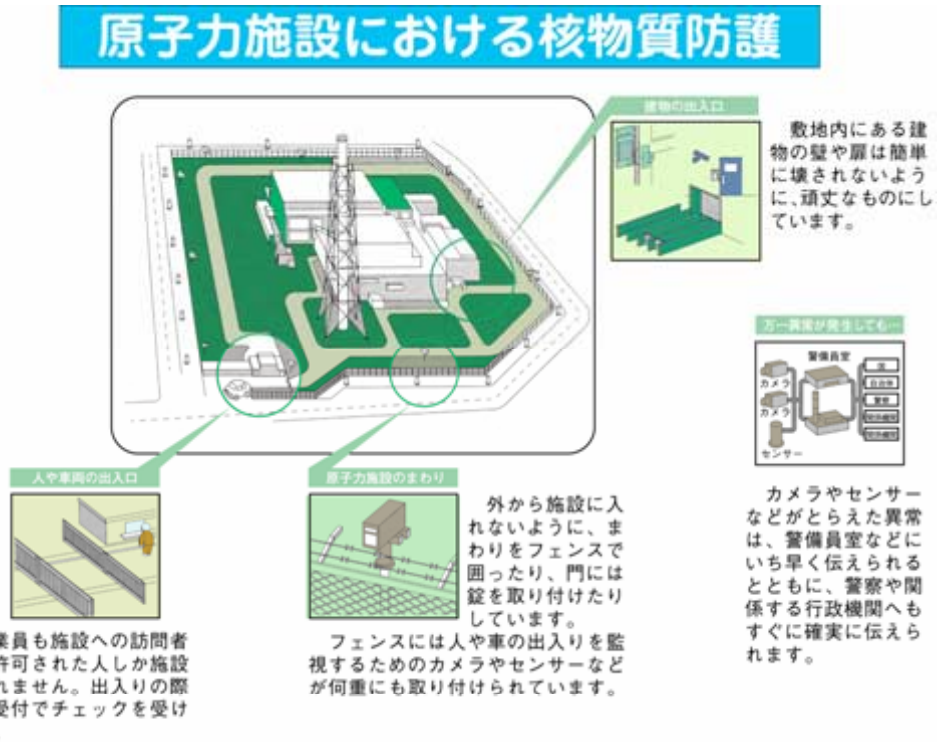 原子力施設における核物質防護
建物の出入口
敷地内にある建
物の壁や扉は簡単
に壊されないよう
に、頑丈なものにし
ています。
万一異常が発生しても…
警備員室
カメラ
カメラ
センサー
国
自治体
警察
カメラやセンサー
などがとらえた異常
は、警備員室などに
いち早く伝えられる
とともに、警察や関
係する行政機関へも
すぐに確実に伝えら
れます。
人や車両の出入口
業員も施設への訪問者
許可された人しか施設
れません。出入りの際
受付でチェックを受け
原子力施設のまわり
外から施設に入
れないように、ま
わりをフェンスで
囲ったり、門には
錠を取り付けたり
しています。
フェンスには人や車の出入りを監
視するためのカメラやセンサーなど
が何重にも取り付けられています。